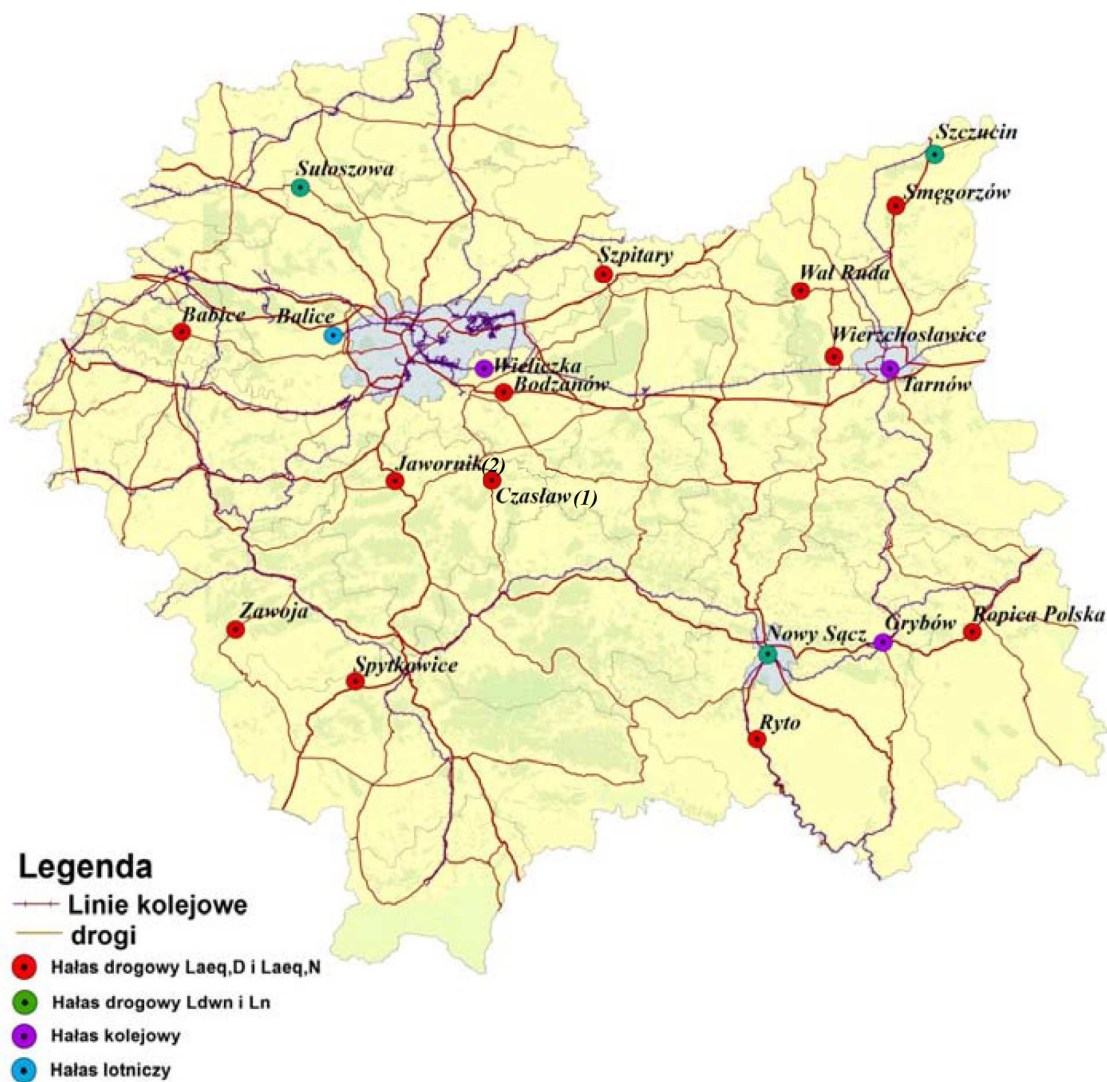 Szczucin
Sułoszowa
Smęgorzów
Szpitary
Wał Ruda
Babice
Balice
Wierzchosławice
Wieliczka
Tarnów
Bodzanów
Jawornik(2)
Czasław(1)
Zawoja
Nowy Sącz
Grybów
Ropica Polska
Spytkowice
Ryto
Legenda
Linie kolejowe
drogi
Hałas drogowy Laeq,D i Laeq,N
Hałas drogowy Ldwn i Ln
Hałas kolejowy
Hałas lotniczy